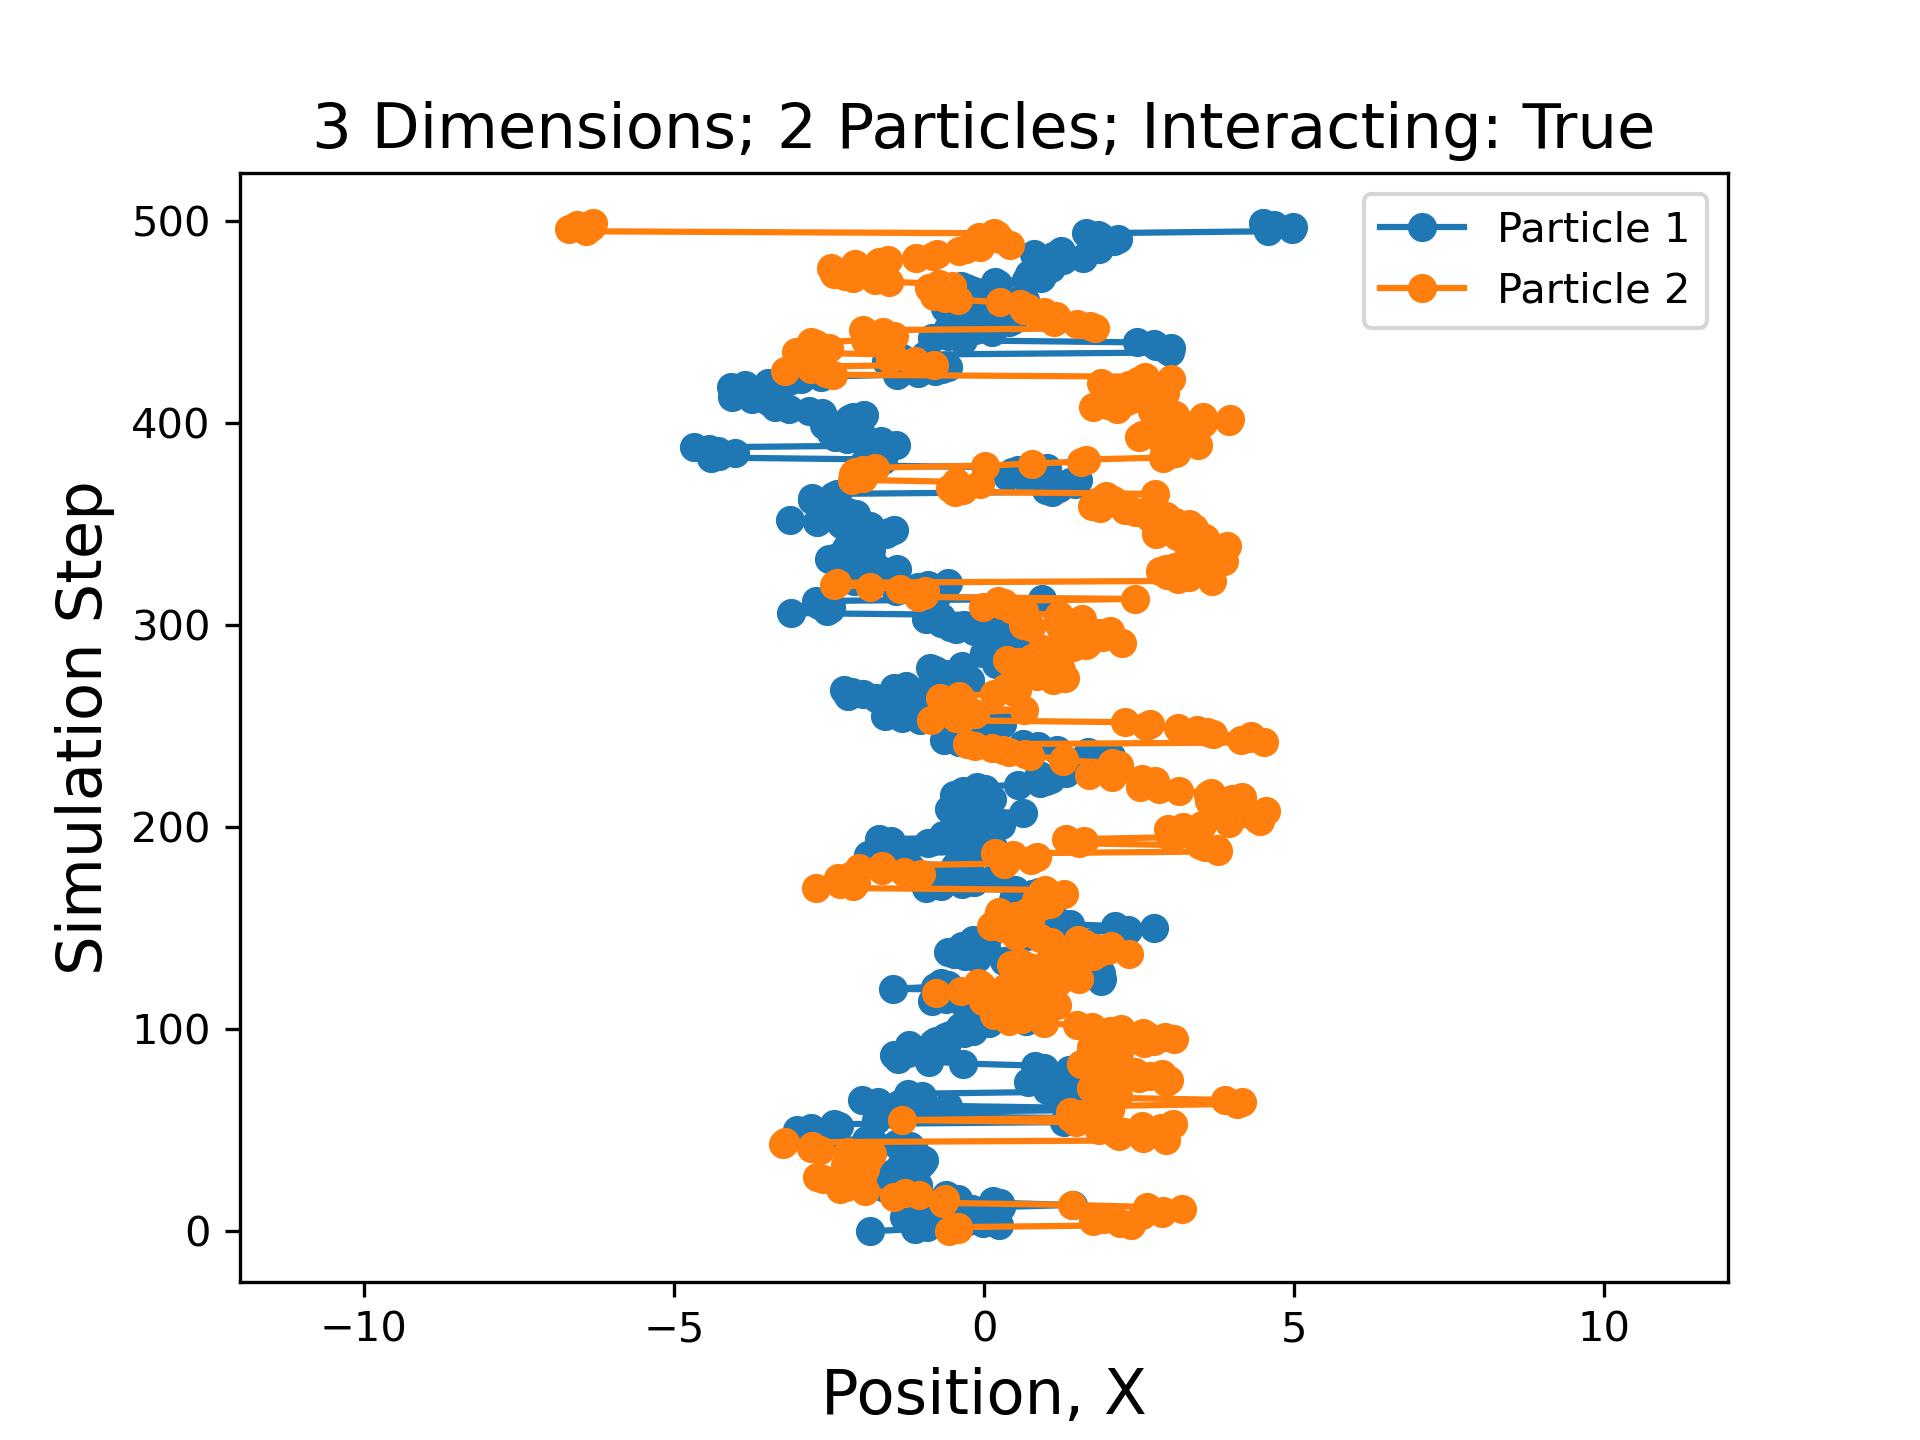 3 Dimensions; 2 Particles; Interacting: True
Particle 1
Particle 2
500
400
300
200
100
0
Simulation Step
−10
−5
0
5
10
Position, X